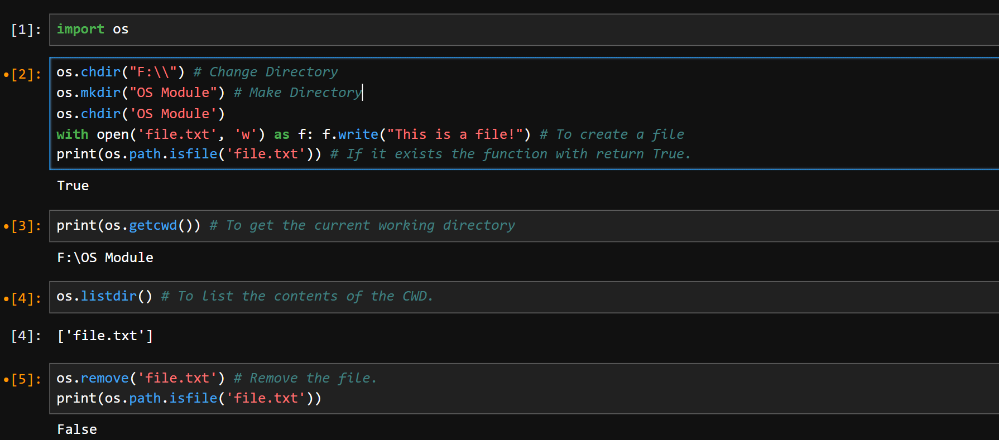 [1]: import os
[2]: os.chdir("F:\\") # Change Directory
os.mkdir("OS Module") # Make Directory
os.chdir('OS Module')
with open('file.txt', 'w') as f: f.write("This is a file!") # To create a file
print(os.path.isfile('file.txt')) # If it exists the function with return True.
True
[3]: print(os.getcwd()) # To get the current working directory
F:\OS Module
[4]: os.listdir() # To list the contents of the CWD.
[4]: ['file.txt']
[5]: os.remove('file.txt') # Remove the file.
print(os.path.isfile('file.txt'))
False